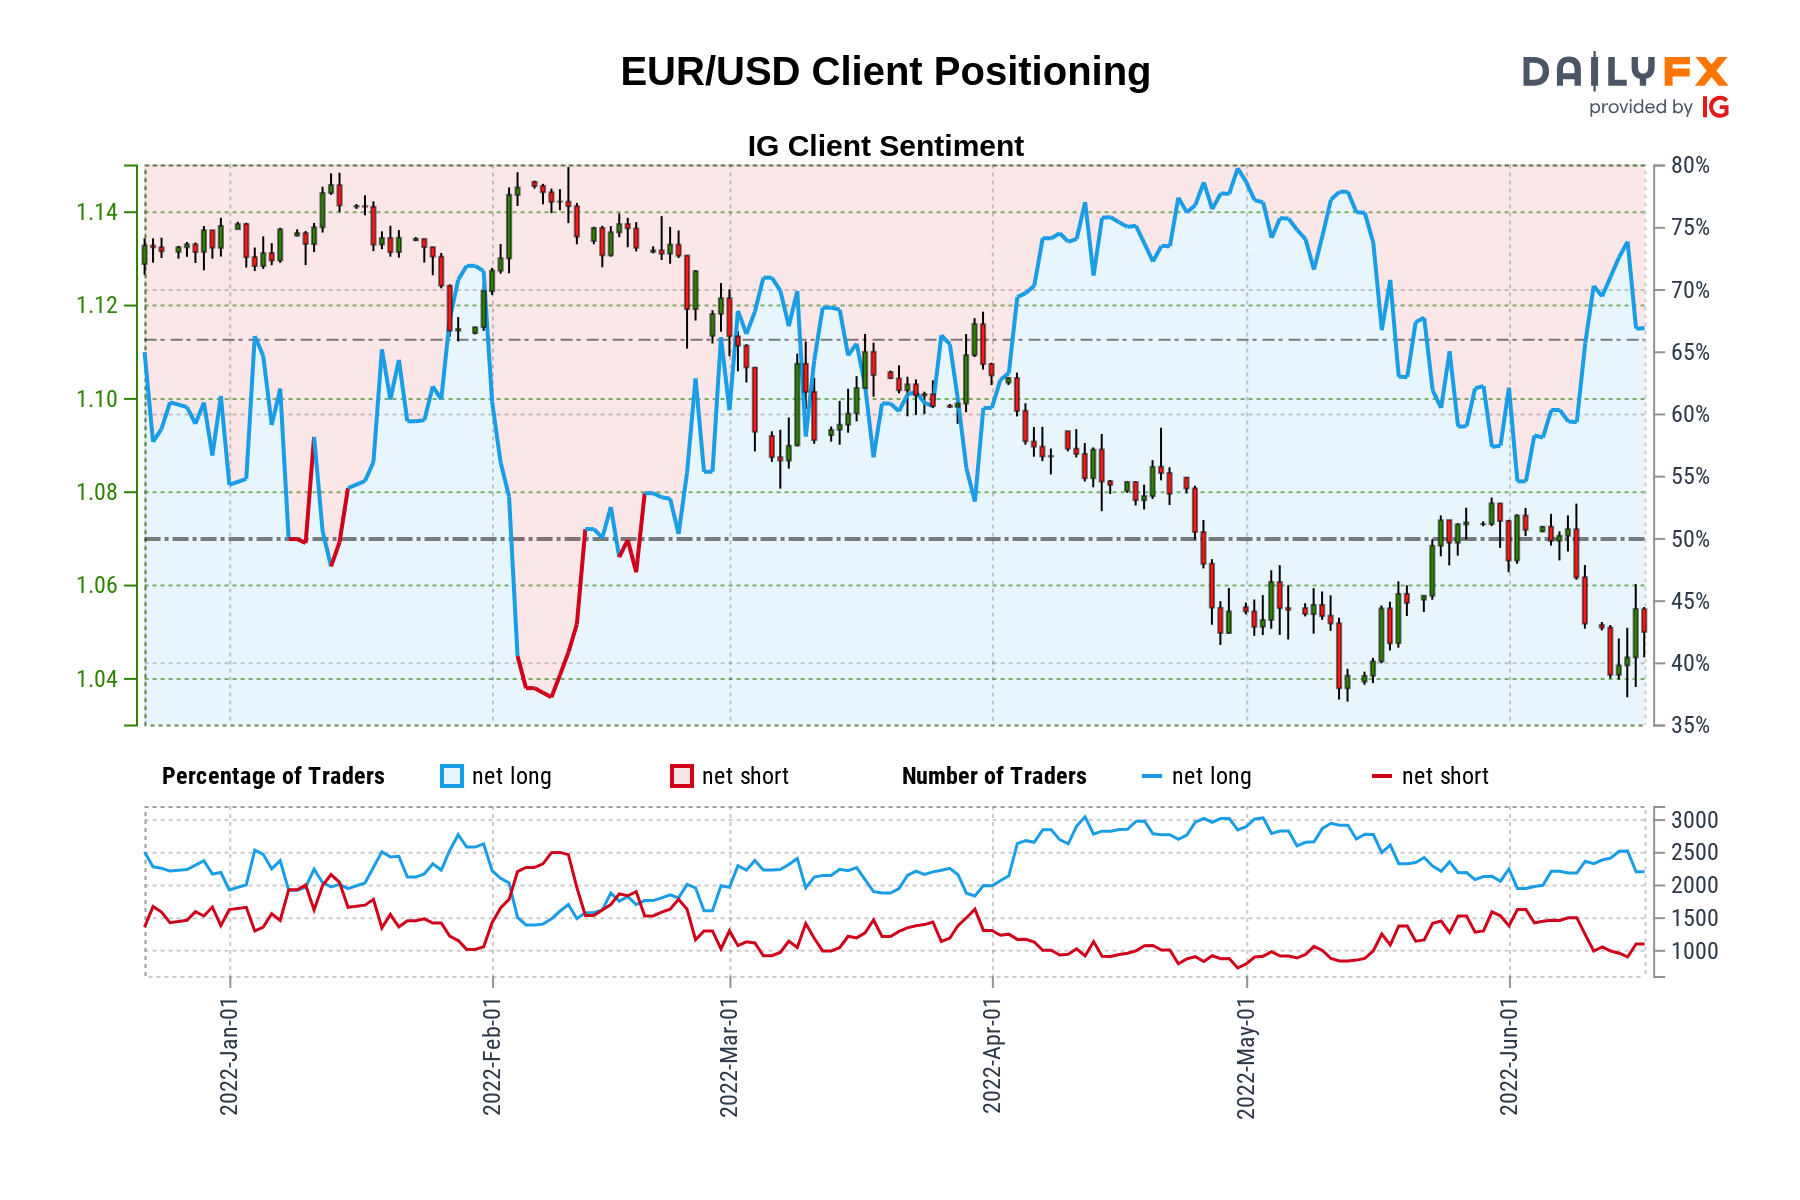 EUR/USD Client Positioning
DAILYFX
provided by IG
IG Client Sentiment
1.14
1.12
1.10
1.08
1.06
1.04
80%
75%
70%
65%
60%
55%
50%
45%
40%
35%
Percentage of Traders net long net short Number of Traders net long net short
3000
2500
2000
1500
1000
2022-Jan-01
2022-Feb-01
2022-Mar-01
2022-Apr-01
2022-May-01
2022-Jun-01